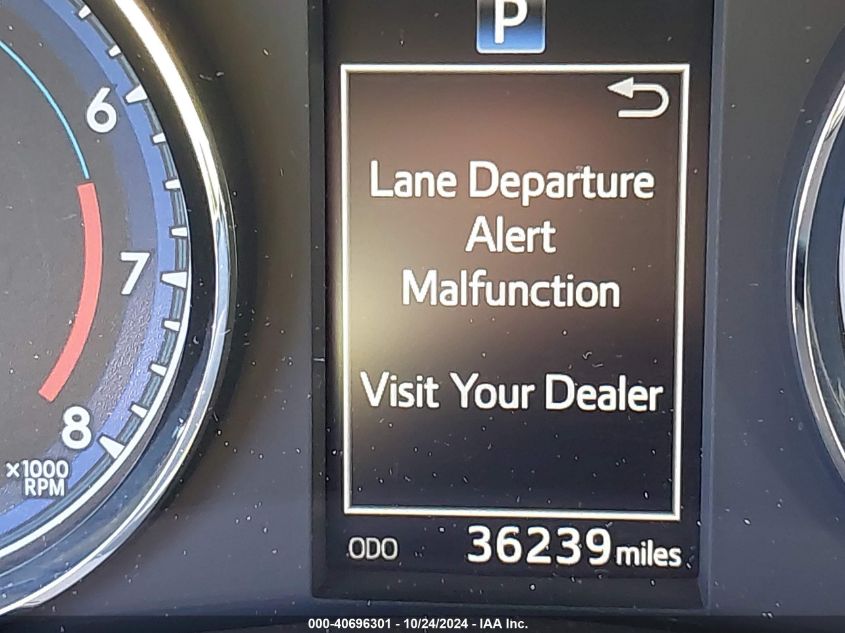 P
6
7
8
x1000
RPM
Lane Departure
Alert
Malfunction
Visit Your Dealer
ODO 36239 miles
000-40696301 - 10/24/2024 - IAA Inc.